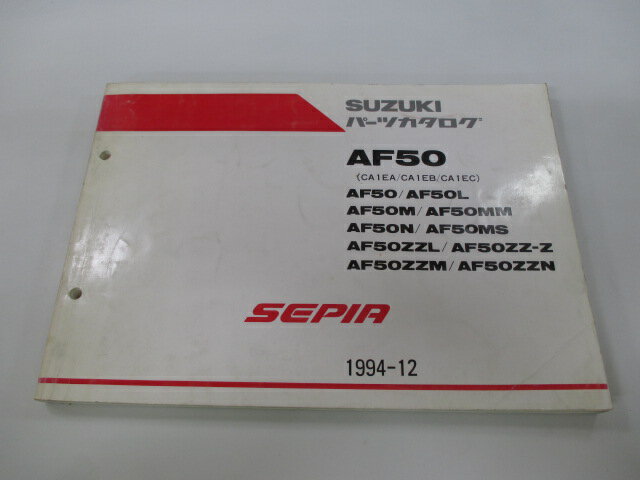 SUZUKI
パーツカタログ
AF50
(CA1EA/CA1EB/CA1EC)
AF50/AF50L
AF50M/AF50MM
AF50N/AF50MS
AF50ZZL/AF50ZZ-Z
AF50ZZM/AF50ZZN
SEPIA
1994-12